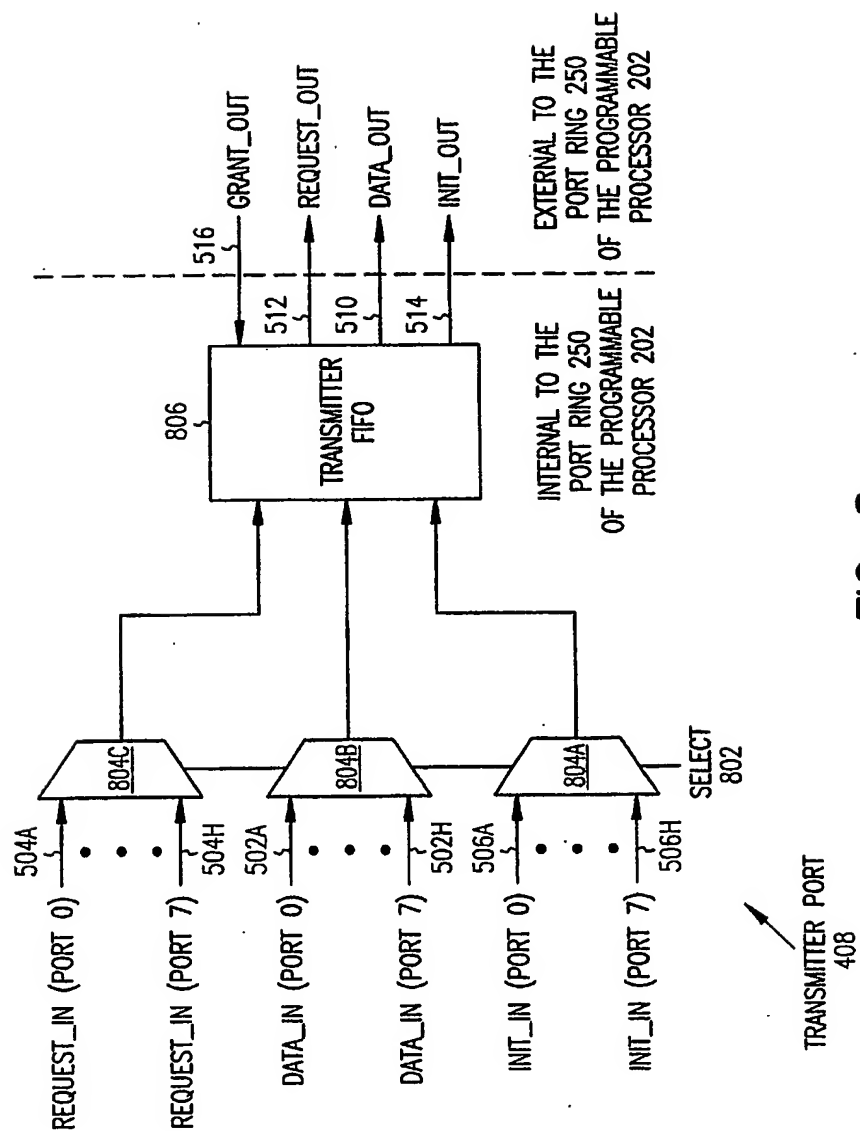 504A
REQUEST_IN (PORT 0)
REQUEST_IN (PORT 7)
504H
804C
502A
DATA_IN (PORT 0)
DATA_IN (PORT 7)
502H
804B
506A
INIT_IN (PORT 0)
INIT_IN (PORT 7)
506H
804A
SELECT
802
806
TRANSMITTER
FIFO
516
GRANT_OUT
512
REQUEST_OUT
510
DATA_OUT
514
INIT_OUT
INTERNAL TO THE
PORT RING 250
OF THE PROGRAMMABLE
PROCESSOR 202
EXTERNAL TO THE
PORT RING 250
OF THE PROGRAMMABLE
PROCESSOR 202
TRANSMITTER PORT
408